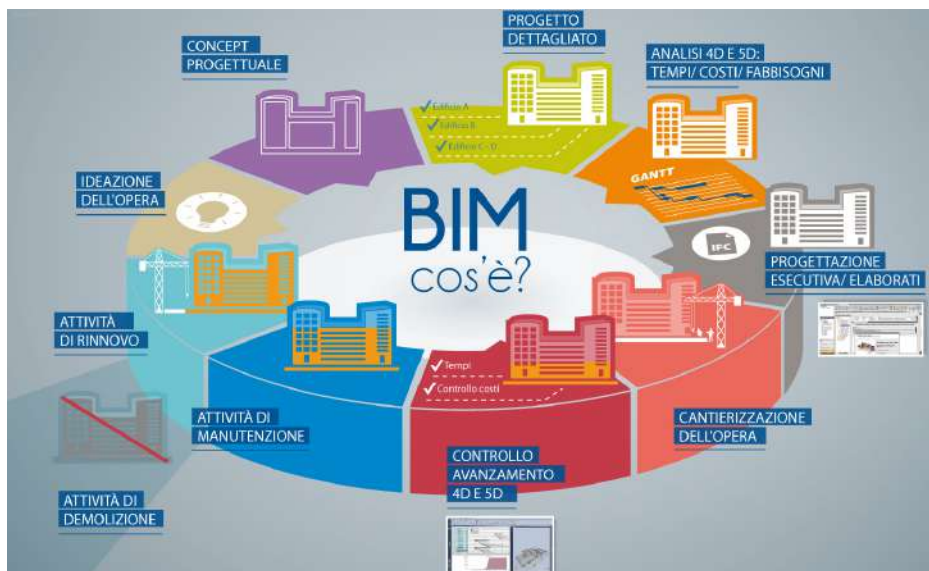 PROGETTO
DETTAGLIATO
CONCEPT
PROGETTUALE
ANALISI 4D E 5D:
TEMPI/ COSTI/ FABBISOGNI
Edificio A
Edificio B
Edificio C - D
GANTT
IDEAZIONE
DELL'OPERA
BIM
cos'è?
IFC
PROGETTAZIONE
ESECUTIVA/ ELABORATI
ATTIVITÀ
DI RINNOVO
Tempi
Controllo costi
ATTIVITÀ DI
MANUTENZIONE
CANTIERIZZAZIONE
DELL'OPERA
CONTROLLO
AVANZAMENTO
4D E 5D
ATTIVITÀ DI
DEMOLIZIONE